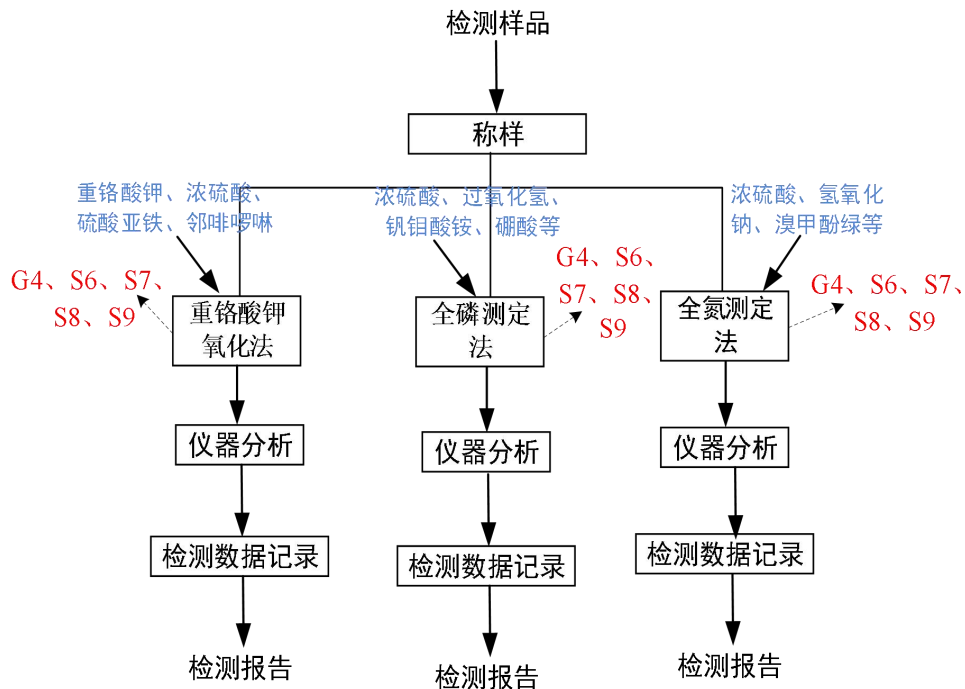 检测样品
称样
重铬酸钾、浓硫酸、
硫酸亚铁、邻啡啰啉
浓硫酸、过氧化氢、
钒钼酸铵、硼酸等
浓硫酸、氢氧化
钠、溴甲酚绿等
G4、S6、S7、
S8、S9
重铬酸钾
氧化法
G4、S6、
S7、S8、
S9
全磷测定
法
G4、S6、S7、
S8、S9
全氮测定
法
仪器分析
仪器分析
仪器分析
检测数据记录
检测数据记录
检测数据记录
检测报告
检测报告
检测报告